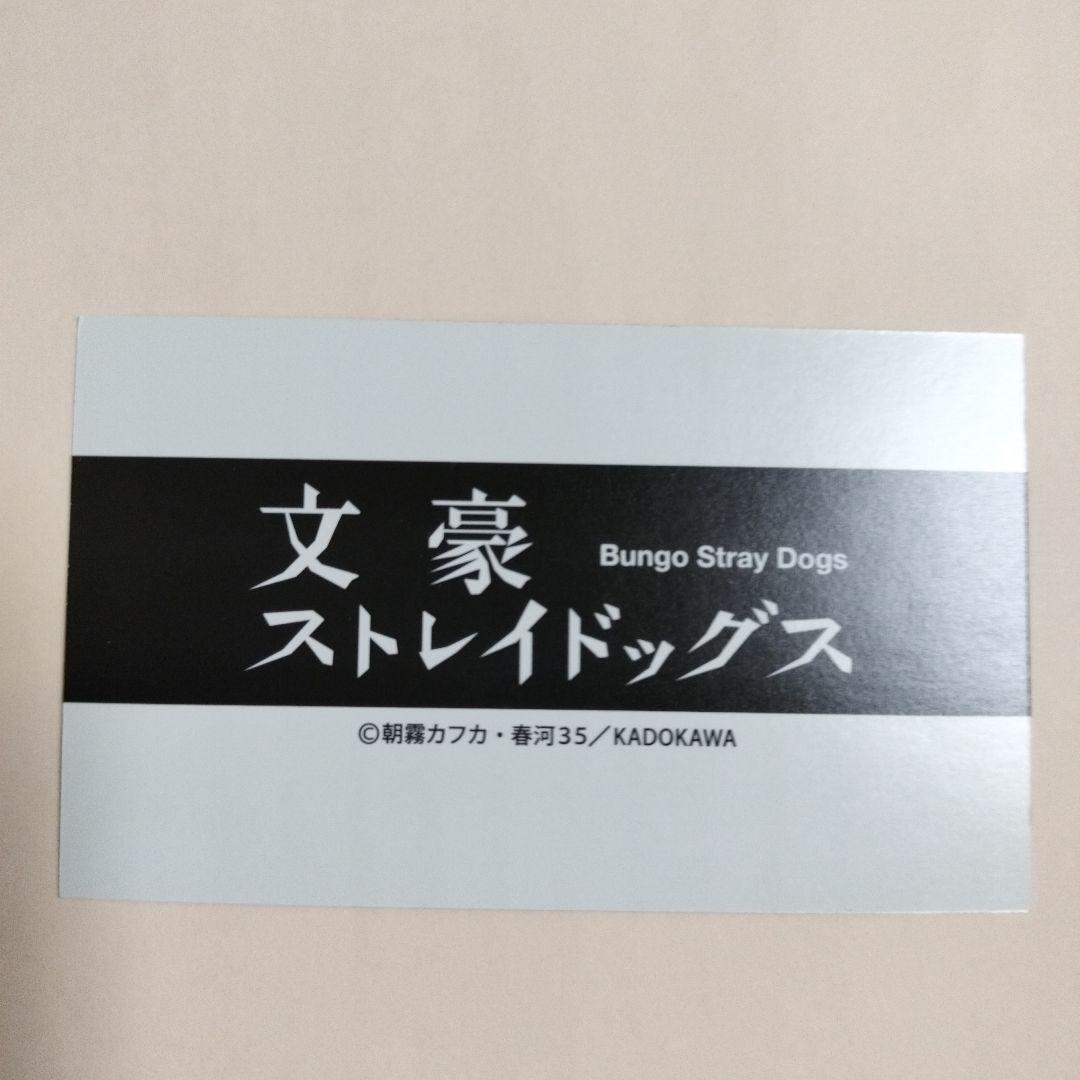 文豪
Bungo Stray Dogs
ストレイドッグス
©朝霧カフカ・春河35／KADOKAWA